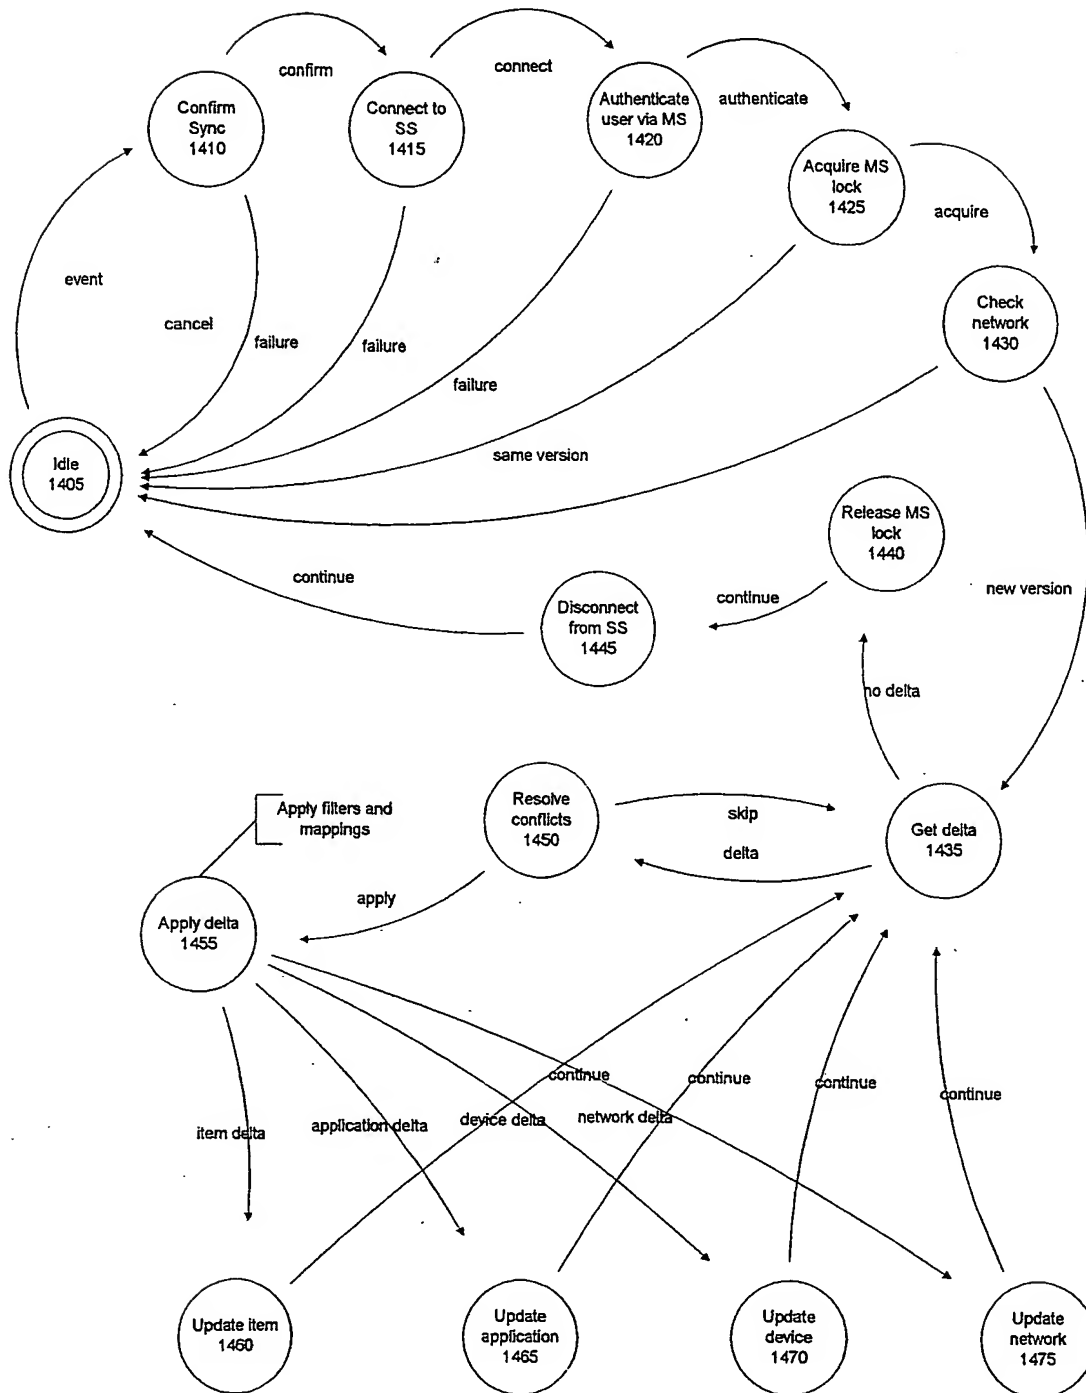 confirm
connect
authenticate
Confirm
Sync
1410
Connect to
SS
1415
Authenticate
user via MS
1420
Acquire MS
lock
1425
acquire
event
Check
network
1430
cancel
failure
failure
failure
same version
Idle
1405
Release MS
lock
1440
continue
continue
new version
Disconnect
from SS
1445
no delta
Apply filters and
mappings
Resolve
conflicts
1450
skip
delta
Get delta
1435
apply
Apply delta
1455
continue
continue
continue
continue
item delta
application delta
device delta
network delta
Update item
1460
Update
application
1465
Update
device
1470
Update
network
1475